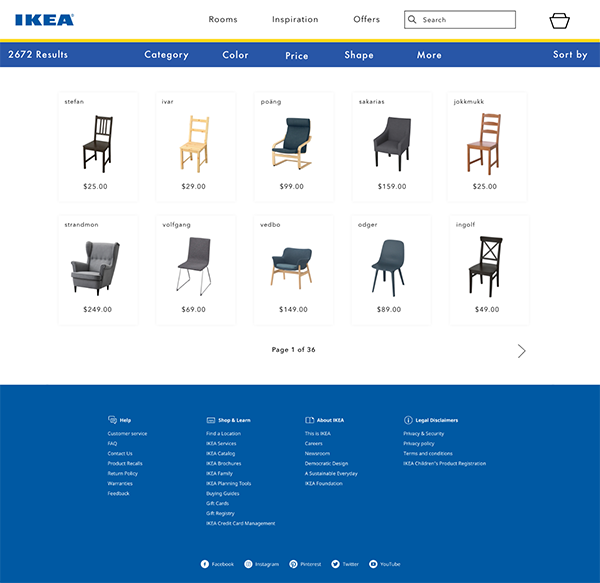 IKEA
Rooms Inspiration Offers Search
2672 Results Category Color Price Shape More Sort by
stefan ivar poäng sakarias jokkmukk
$25.00 $29.00 $99.00 $159.00 $25.00
strandmon volfgang vedbo odger ingolf
$249.00 $69.00 $149.00 $89.00 $49.00
Page 1 of 36
Help
Customer service
FAQ
Contact Us
Product Recalls
Return Policy
Warranties
Feedback
Shop & Learn
Find a Location
IKEA Services
IKEA Catalog
IKEA Brochures
IKEA Family
IKEA Planning Tools
Buying Guides
Gift Cards
Gift Registry
IKEA Credit Card Management
About IKEA
This is IKEA
Careers
Newsroom
Democratic Design
A Sustainable Everyday
IKEA Foundation
Legal Disclaimers
Privacy & Security
Privacy policy
Terms and conditions
IKEA Children's Product Registration
Facebook Instagram Pinterest Twitter YouTube